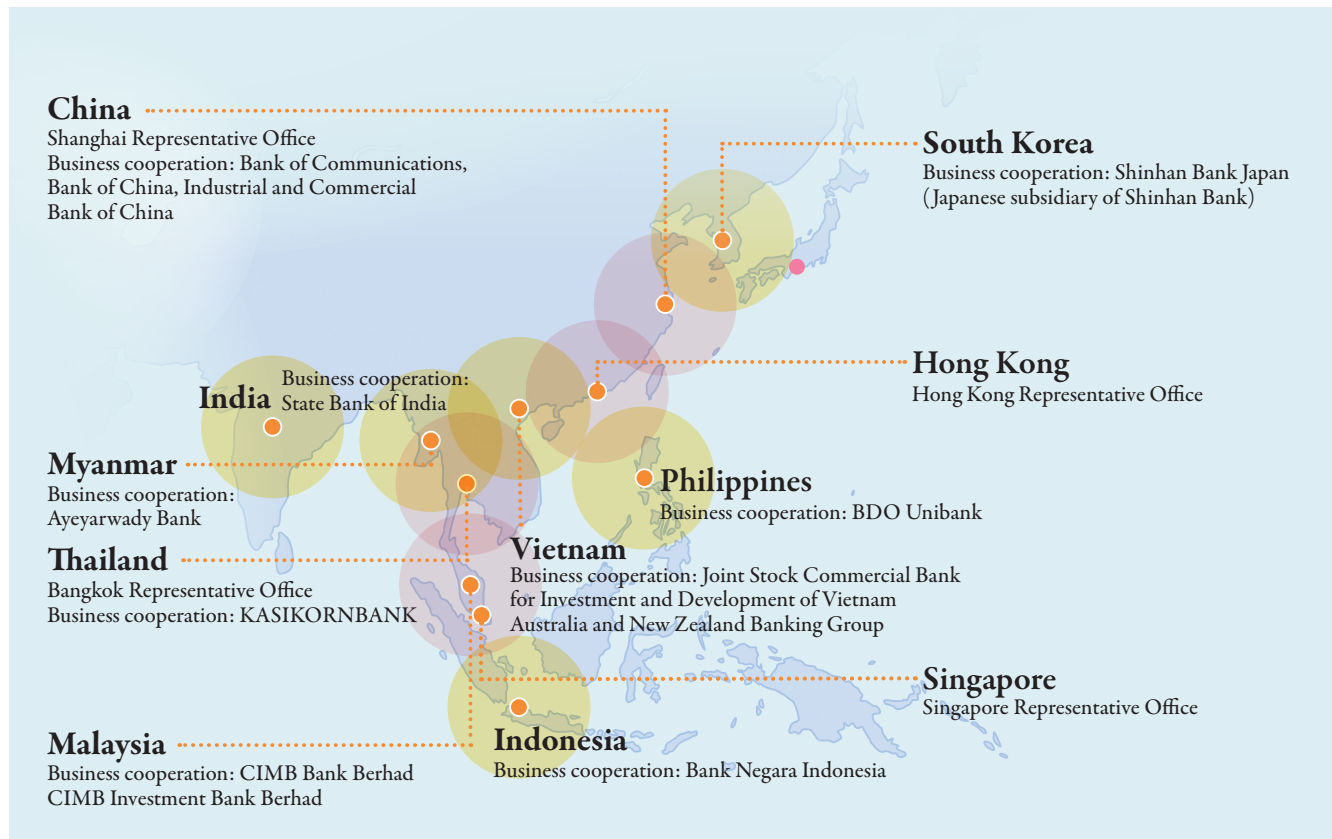 China
Shanghai Representative Office
Business cooperation: Bank of Communications,
Bank of China, Industrial and Commercial
Bank of China
South Korea
Business cooperation: Shinhan Bank Japan
(Japanese subsidiary of Shinhan Bank)
Hong Kong
Hong Kong Representative Office
India
Business cooperation:
State Bank of India
Myanmar
Business cooperation:
Ayeyarwady Bank
Philippines
Business cooperation: BDO Unibank
Thailand
Bangkok Representative Office
Business cooperation: KASIKORNBANK
Vietnam
Business cooperation: Joint Stock Commercial Bank
for Investment and Development of Vietnam
Australia and New Zealand Banking Group
Singapore
Singapore Representative Office
Malaysia
Business cooperation: CIMB Bank Berhad
CIMB Investment Bank Berhad
Indonesia
Business cooperation: Bank Negara Indonesia